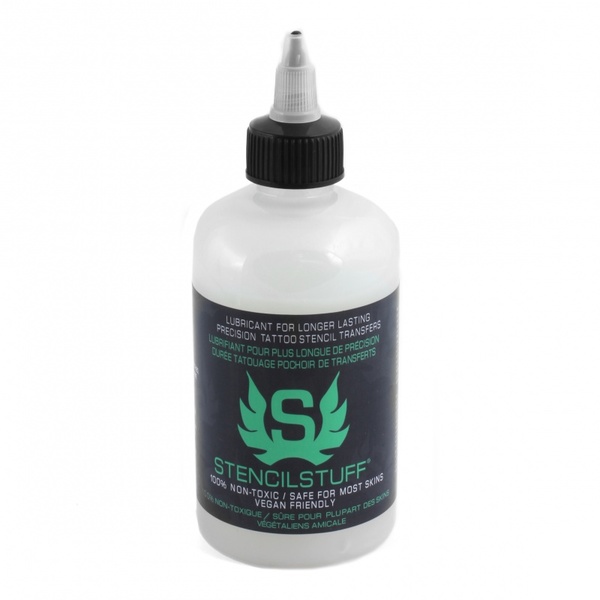 LUBRICANT FOR LONGER LASTING
PRECISION TATTOO STENCIL TRANSFERS
LUBRIFIANT POUR PLUS LONGUE DE PRÉCISION
DURÉE TATOUAGE POCHOIR DE TRANSFERTS
S
STENCILSTUFF®
100% NON-TOXIC / SAFE FOR MOST SKINS
VEGAN FRIENDLY
NON-TOXIQUE / SÛRE POUR PLUPART DES SKINS
VÉGÉTALIENS AMICALE